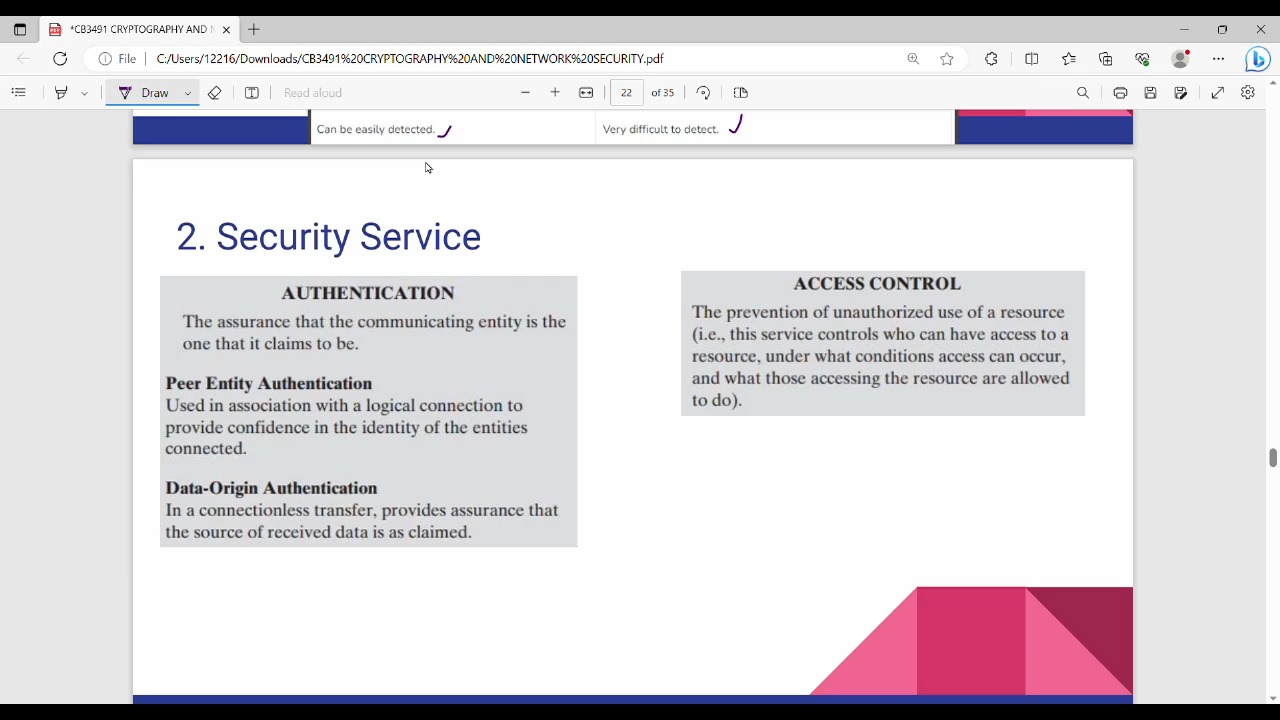 *CB3491 CRYPTOGRAPHY AND
File
C:/Users/12216/Downloads/CB3491%20CRYPTOGRAPHY%20AND%20NETWORK%20SECURITY.pdf
Draw
Read aloud
22 of 35
Can be easily detected.
Very difficult to detect.
2. Security Service
AUTHENTICATION
The assurance that the communicating entity is the
one that it claims to be.
Peer Entity Authentication
Used in association with a logical connection to
provide confidence in the identity of the entities
connected.
Data-Origin Authentication
In a connectionless transfer, provides assurance that
the source of received data is as claimed.
ACCESS CONTROL
The prevention of unauthorized use of a resource
(i.e., this service controls who can have access to a
resource, under what conditions access can occur,
and what those accessing the resource are allowed
to do).